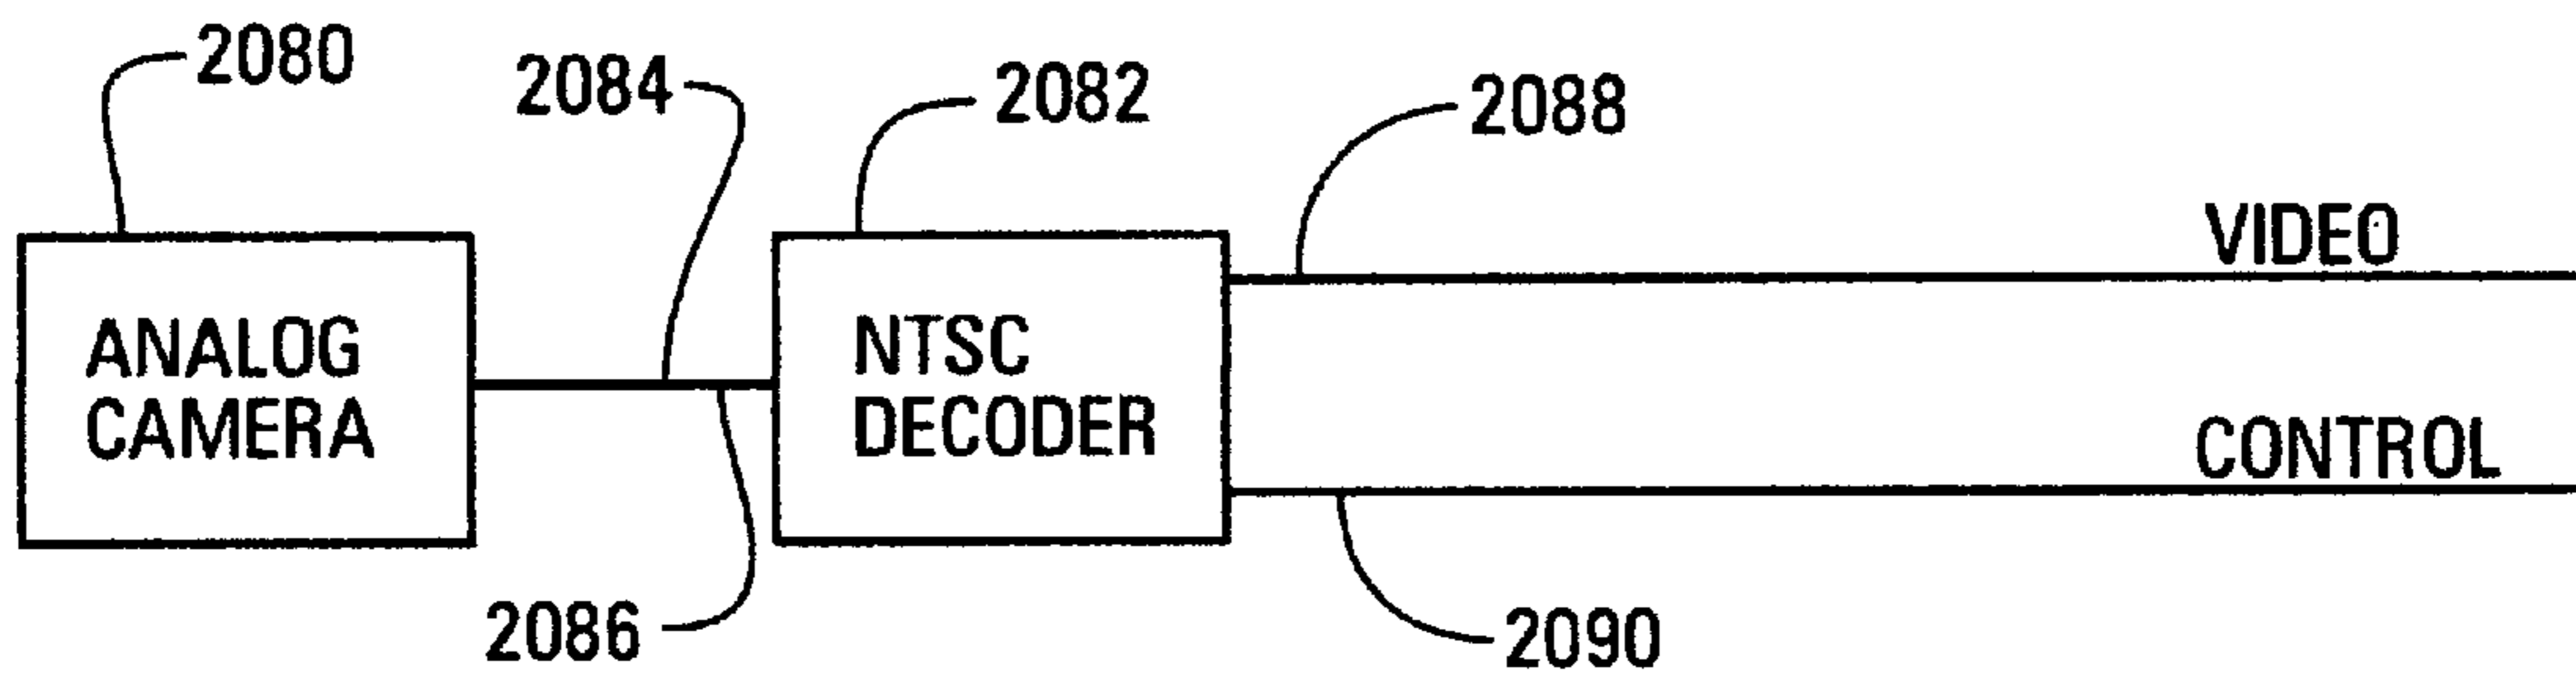 2080
2084
2082
2088
VIDEO
ANALOG
CAMERA
NTSC
DECODER
CONTROL
2086
2090